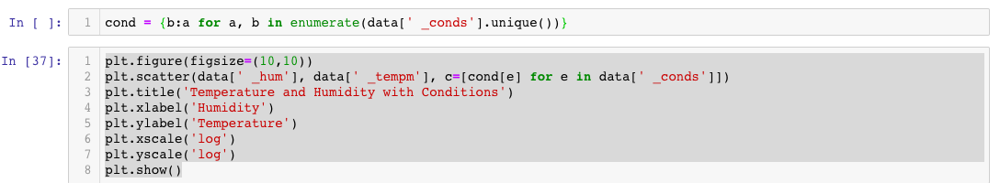 In [ ]: 1 cond = {b:a for a, b in enumerate(data[' _conds'].unique())}
In [37]: 1 plt.figure(figsize=(10,10))
2 plt.scatter(data[' _hum'], data[' _tempm'], c=[cond[e] for e in data[' _conds']])
3 plt.title('Temperature and Humidity with Conditions')
4 plt.xlabel('Humidity')
5 plt.ylabel('Temperature')
6 plt.xscale('log')
7 plt.yscale('log')
8 plt.show()